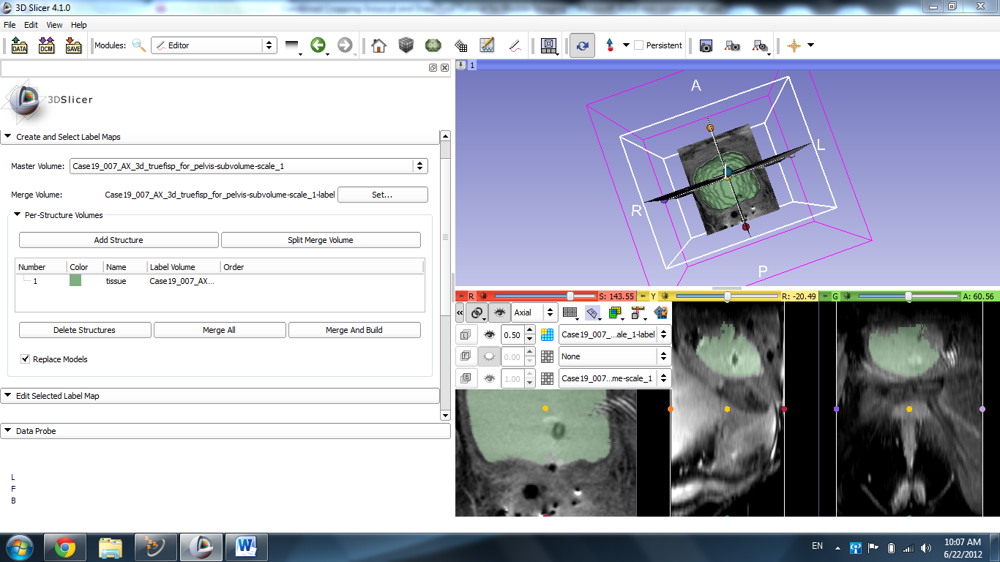 3D Slicer 4.1.0
File Edit View Help
DATA DCM SAVE Modules: Editor Persistent
1
3DSlicer
Create and Select Label Maps
Master Volume: Case19_007_AX_3d_truefisp_for_pelvis-subvolume-scale_1
Merge Volume: Case19_007_AX_3d_truefisp_for_pelvis-subvolume-scale_1-label Set...
Per-Structure Volumes
Add Structure Split Merge Volume
Number Color Name Label Volume Order
1 tissue Case19_007_AX...
Delete Structures Merge All Merge And Build
Replace Models
Edit Selected Label Map
Data Probe
L
F
B
A
L
R
P
R S: 143.55 Y R: -20.49 G A: 60.56
Axial
0.50 Case19_007_...ale_1-label
F 0.00 None
B 1.00 Case19_007...me-scale_1
EN 10:07 AM
6/22/2012